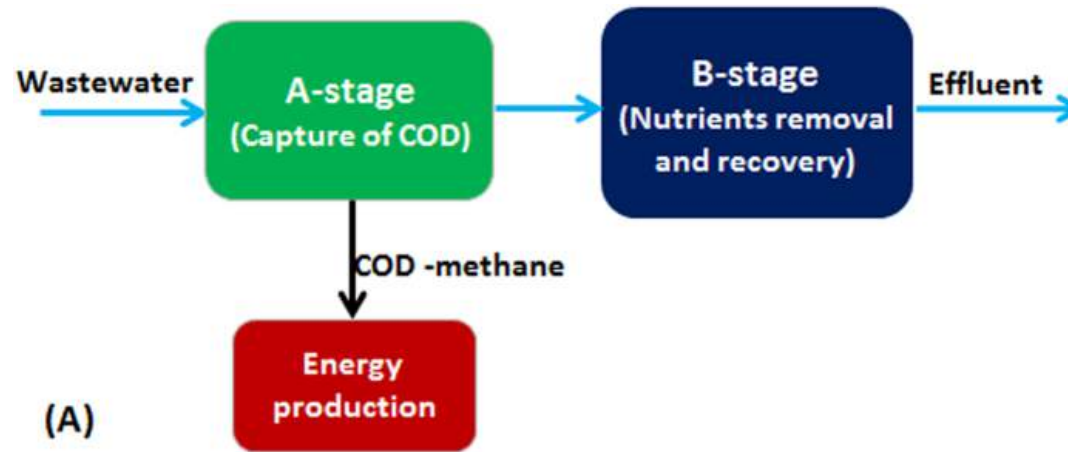 Wastewater
A-stage
(Capture of COD)
B-stage
(Nutrients removal
and recovery)
Effluent
COD -methane
Energy
production
(A)